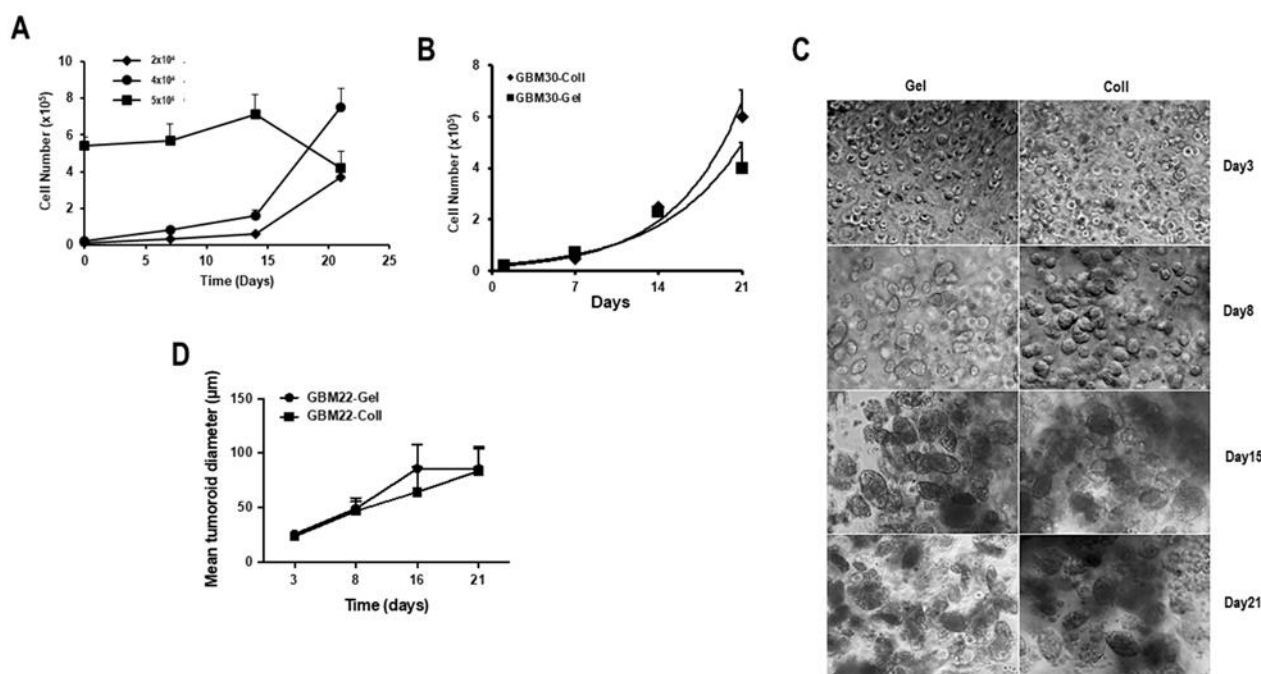 A
2x10⁴
4x10⁴
5x10⁵
10
8
6
4
2
0
0 5 10 15 20 25
Cell Number (x10⁵)
Time (Days)
B
GBM30-Coll
GBM30-Gel
8
6
4
2
0
0 7 14 21
Cell Number (x10⁵)
Days
C
Gel Coll
Day3
Day8
Day15
Day21
D
GBM22-Gel
GBM22-Coll
150
100
50
0
3 8 16 21
Mean tumoroid diameter (µm)
Time (days)